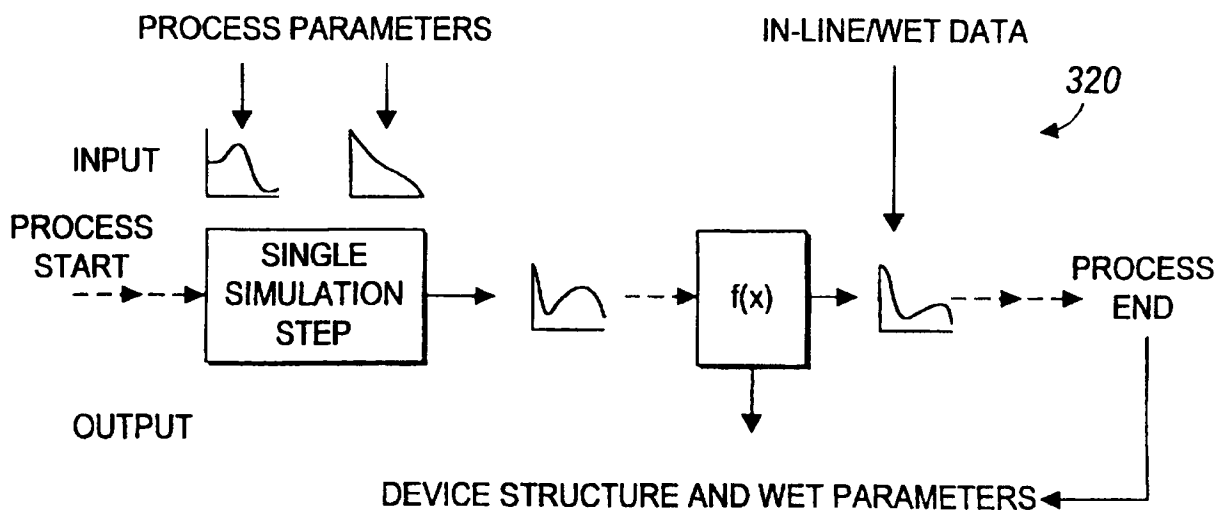 PROCESS PARAMETERS
IN-LINE/WET DATA
320
INPUT
PROCESS
START
SINGLE
SIMULATION
STEP
f(x)
PROCESS
END
OUTPUT
DEVICE STRUCTURE AND WET PARAMETERS